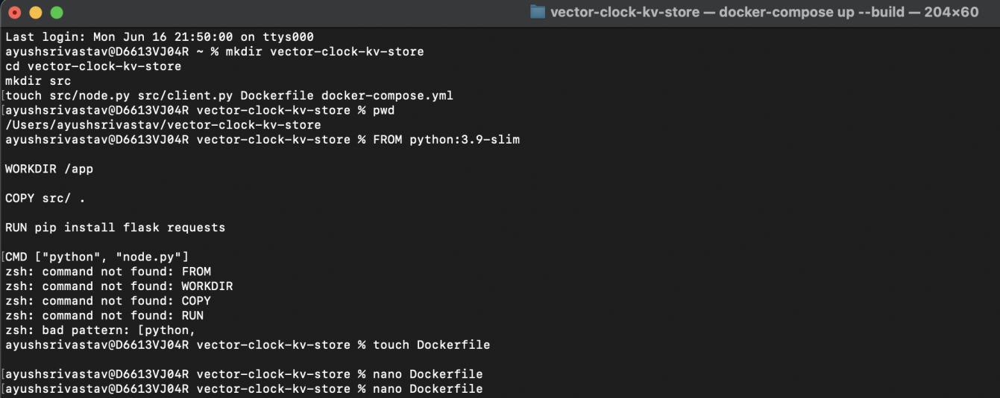 vector-clock-kv-store — docker-compose up --build — 204×60
Last login: Mon Jun 16 21:50:00 on ttys000
ayushsrivastav@D6613VJ04R ~ % mkdir vector-clock-kv-store
cd vector-clock-kv-store
mkdir src
[touch src/node.py src/client.py Dockerfile docker-compose.yml
[ayushsrivastav@D6613VJ04R vector-clock-kv-store % pwd
/Users/ayushsrivastav/vector-clock-kv-store
ayushsrivastav@D6613VJ04R vector-clock-kv-store % FROM python:3.9-slim
WORKDIR /app
COPY src/ .
RUN pip install flask requests
[CMD ["python", "node.py"]
zsh: command not found: FROM
zsh: command not found: WORKDIR
zsh: command not found: COPY
zsh: command not found: RUN
zsh: bad pattern: [python,
ayushsrivastav@D6613VJ04R vector-clock-kv-store % touch Dockerfile
[ayushsrivastav@D6613VJ04R vector-clock-kv-store % nano Dockerfile
[ayushsrivastav@D6613VJ04R vector-clock-kv-store % nano Dockerfile